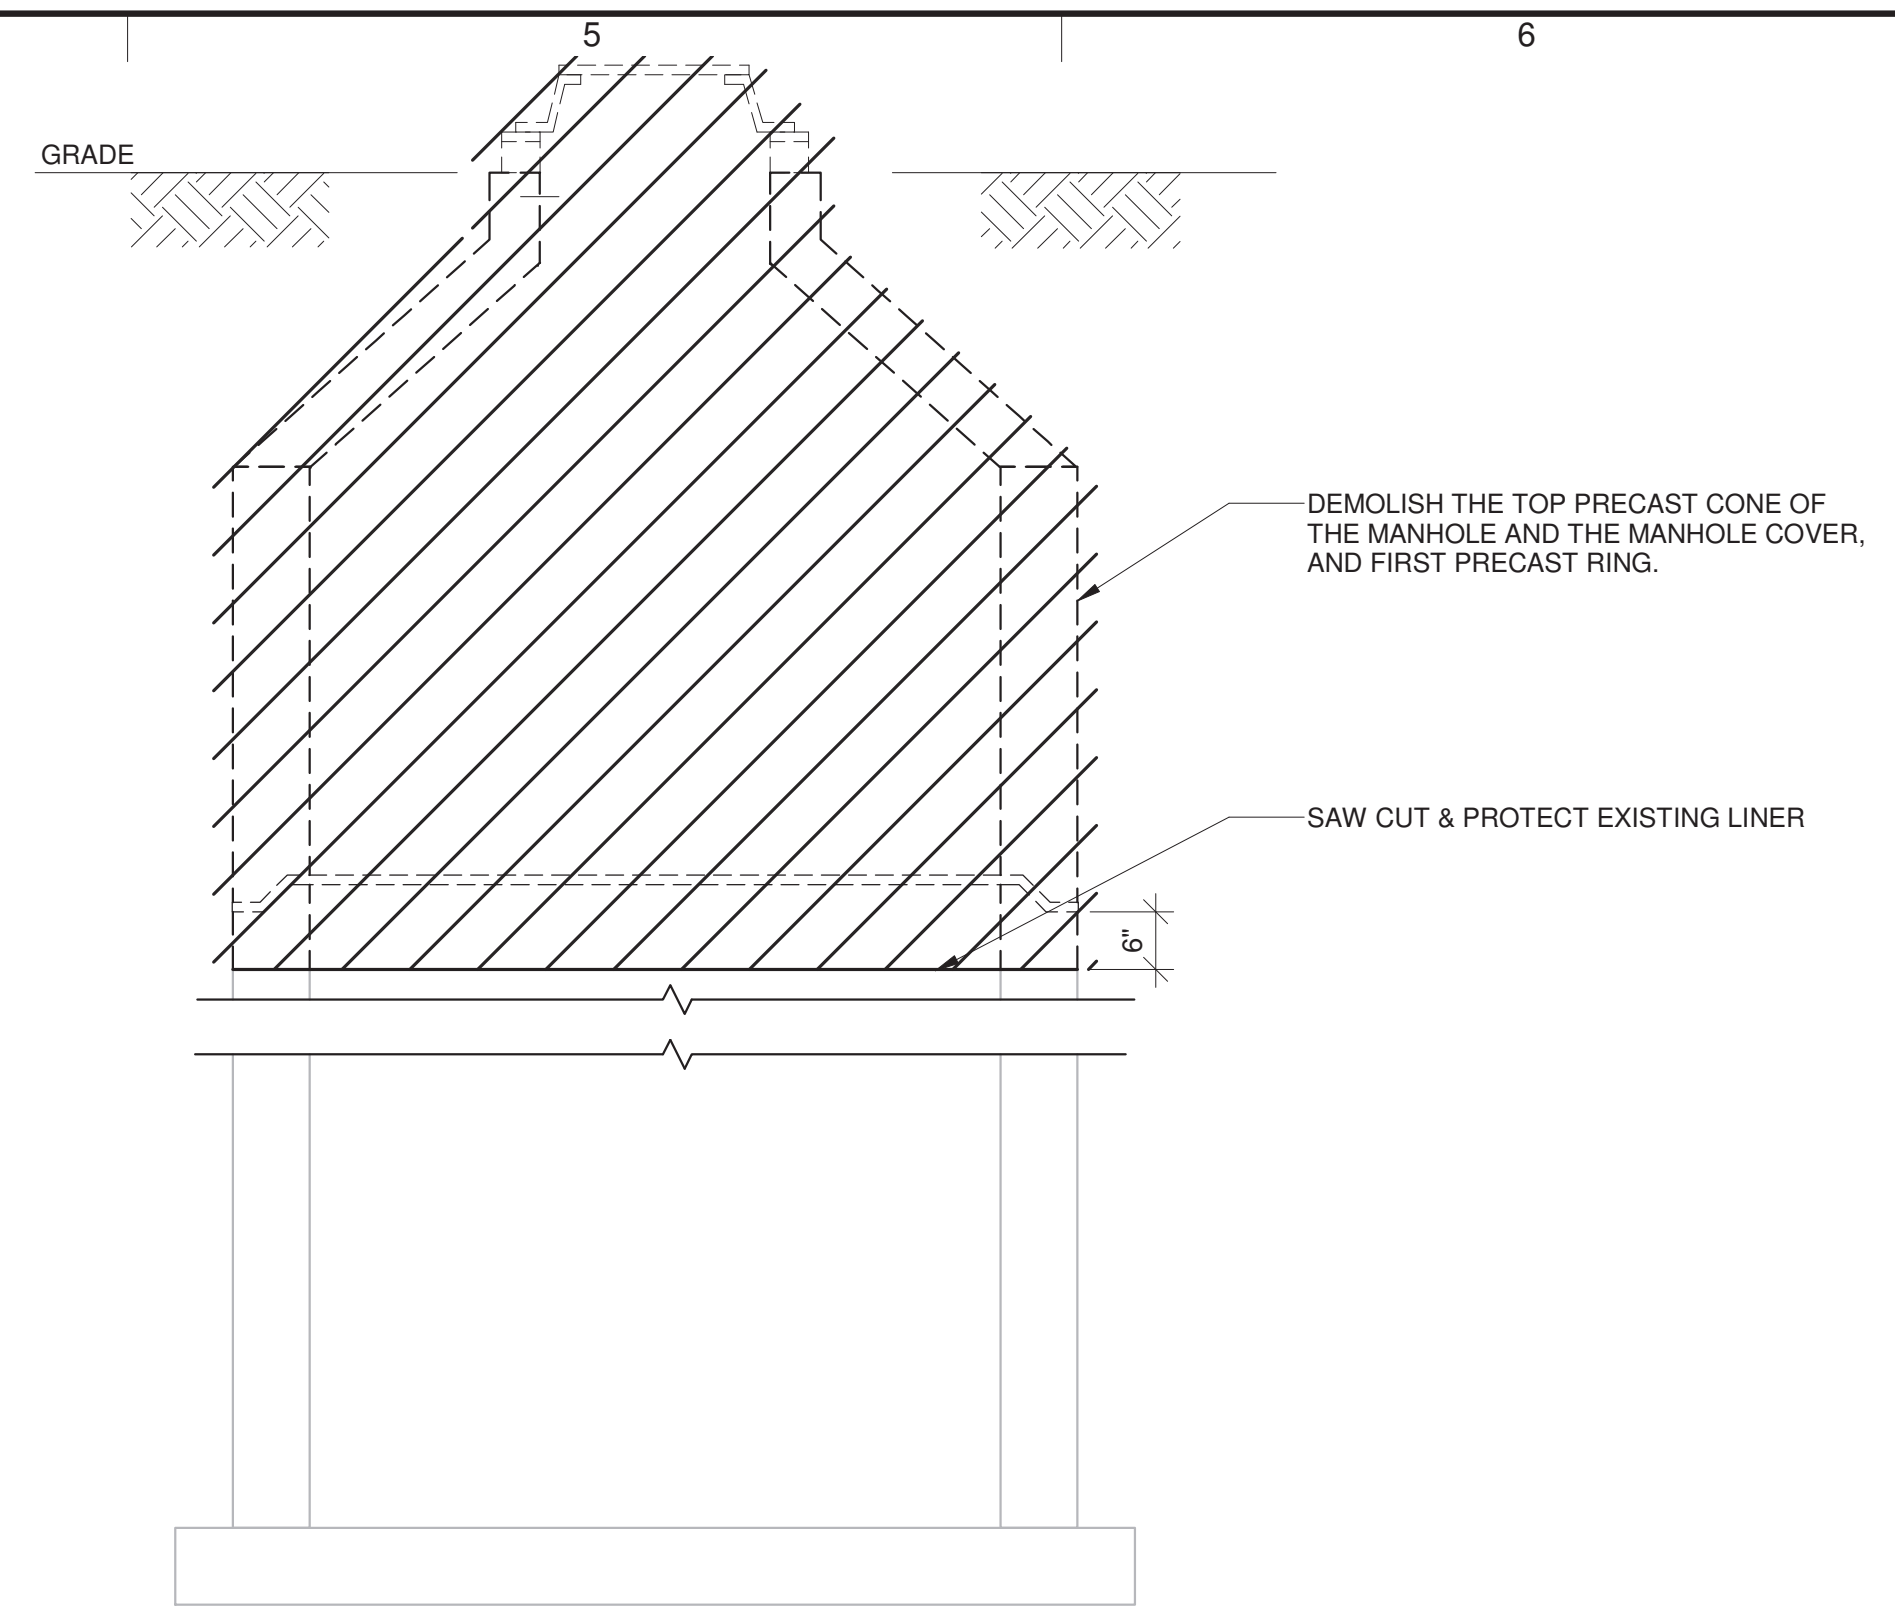 5
6
GRADE
DEMOLISH THE TOP PRECAST CONE OF
THE MANHOLE AND THE MANHOLE COVER,
AND FIRST PRECAST RING.
SAW CUT & PROTECT EXISTING LINER
6"